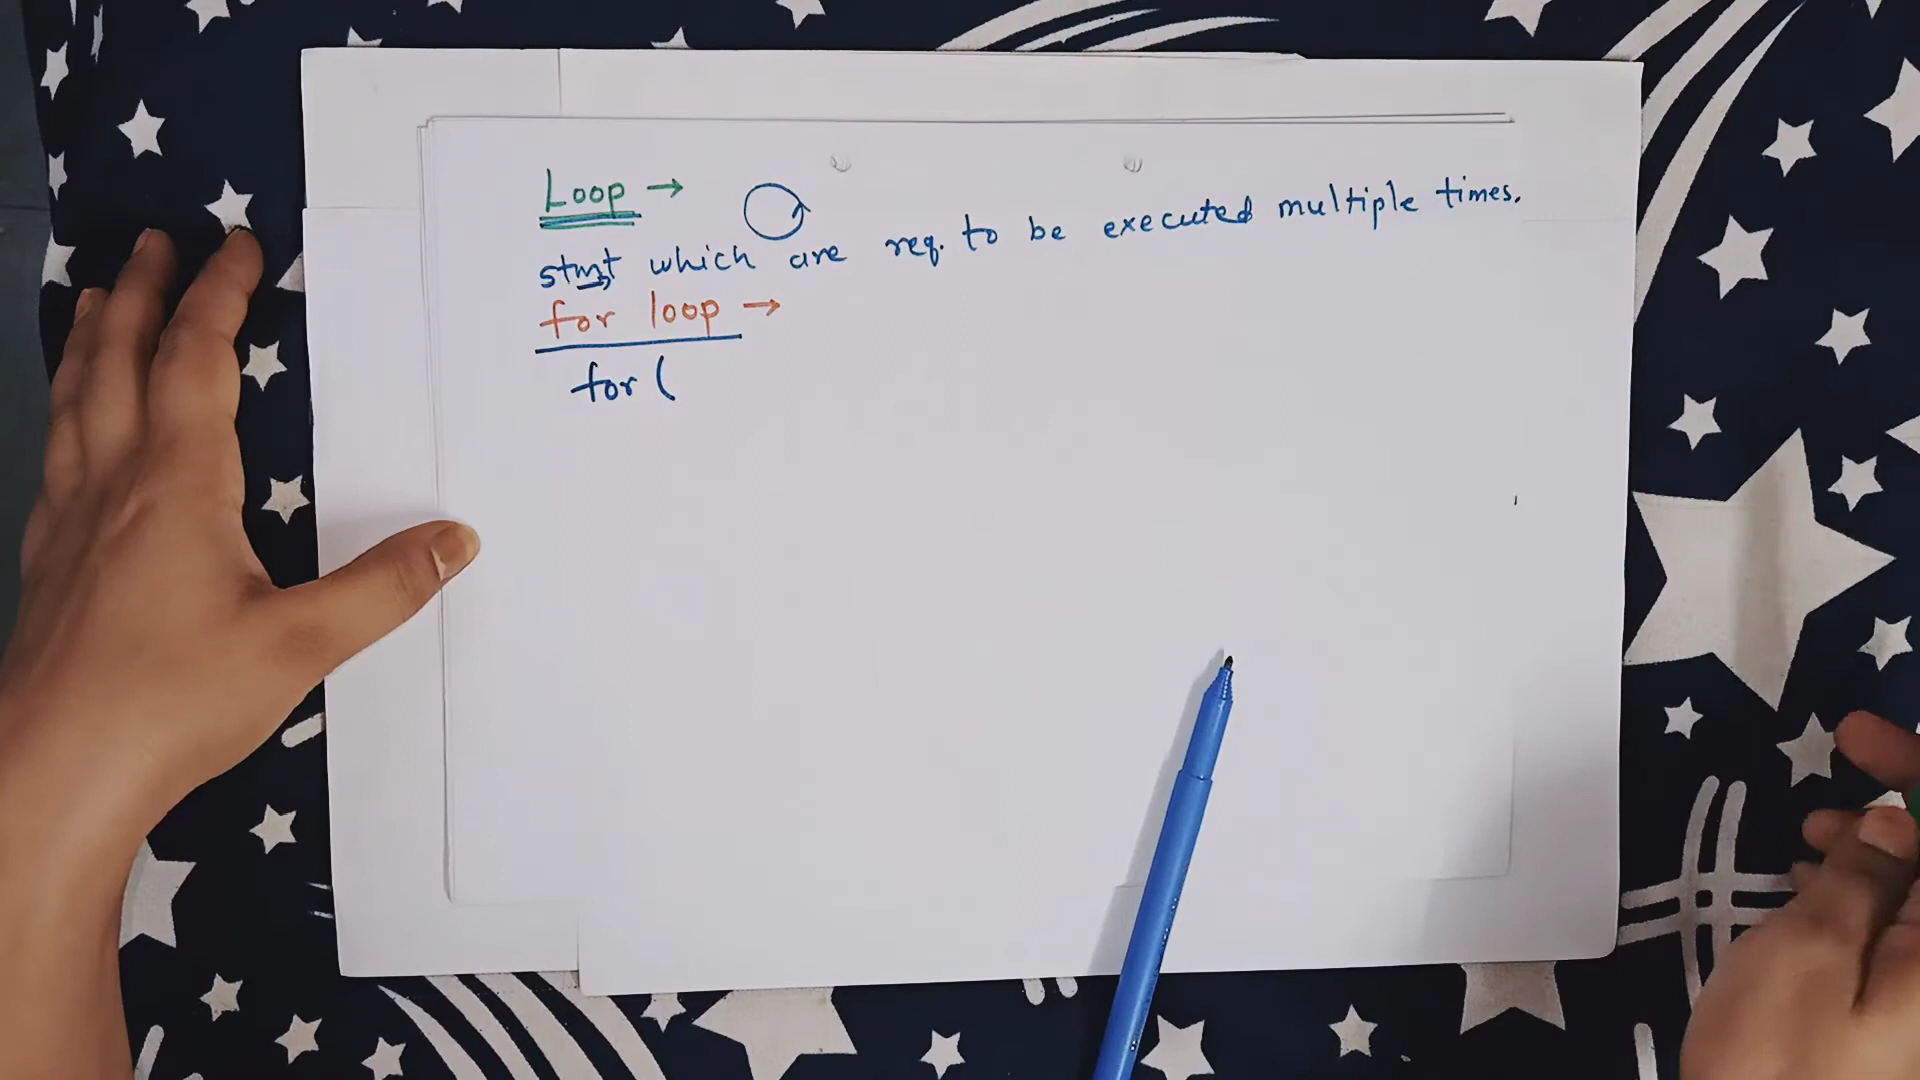 Loop →
stmt which are req. to be executed multiple times.
for loop →
for (